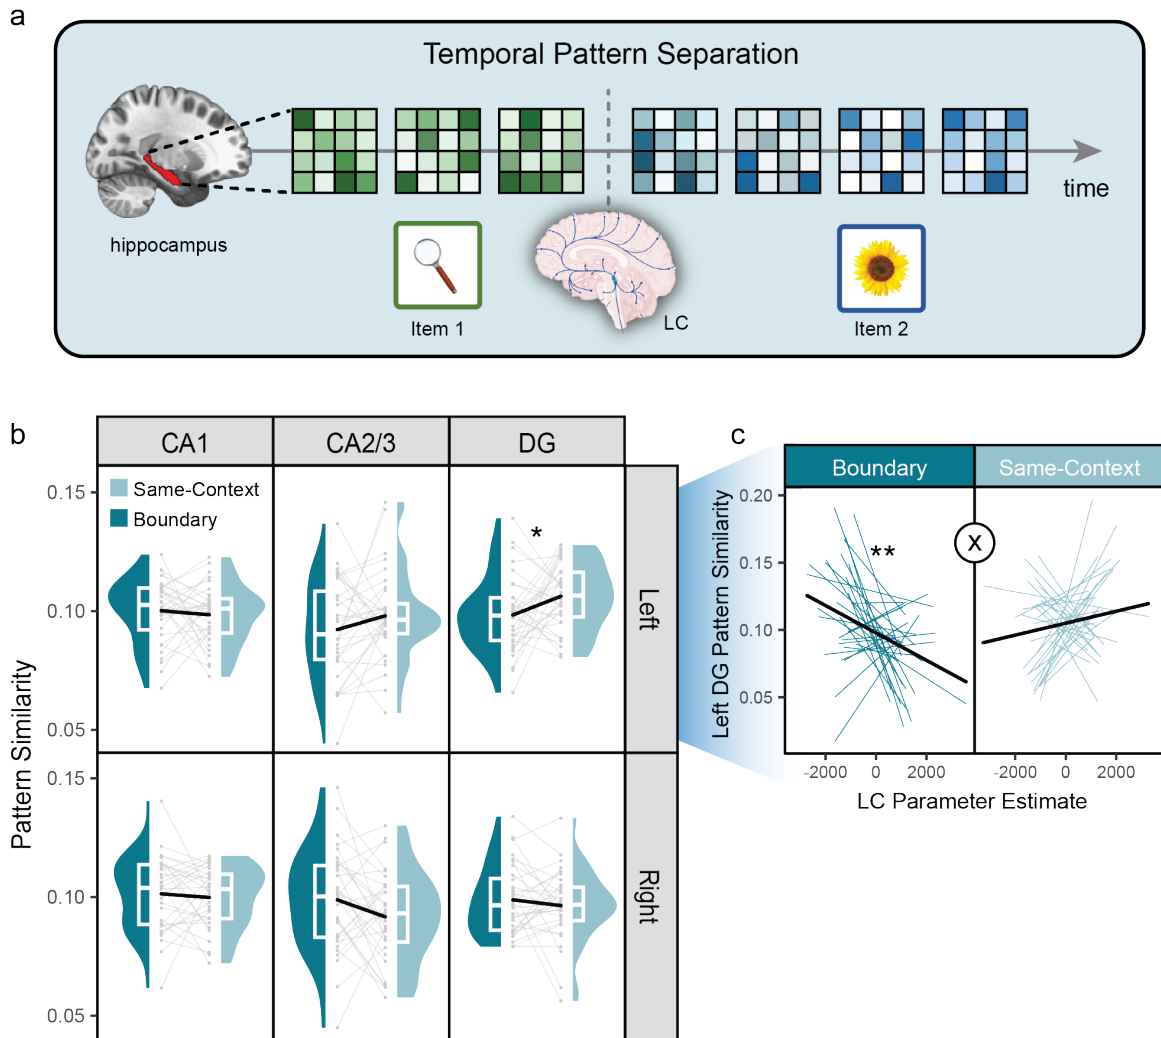 a
Temporal Pattern Separation
hippocampus
time
Item 1
LC
Item 2
b
CA1
CA2/3
DG
Pattern Similarity
0.15
0.10
0.05
Same-Context
Boundary
*
Left
0.15
0.10
0.05
Right
c
Boundary
Same-Context
Left DG Pattern Similarity
0.20
0.15
0.10
0.05
**
X
-2000 0 2000 -2000 0 2000
LC Parameter Estimate